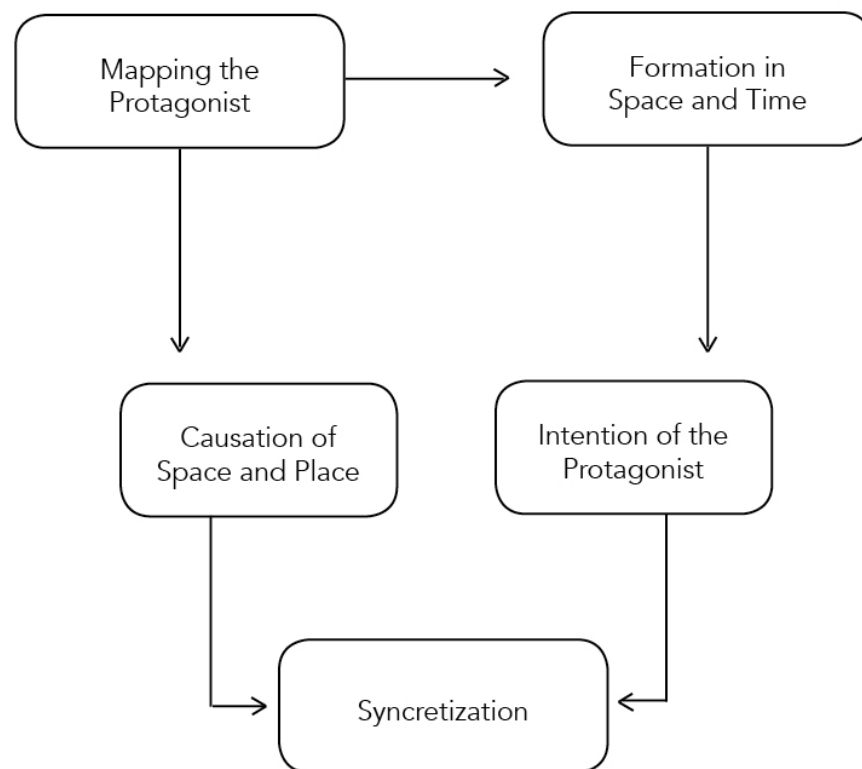 Mapping the
Protagonist
Formation in
Space and Time
Causation of
Space and Place
Intention of the
Protagonist
Syncretization